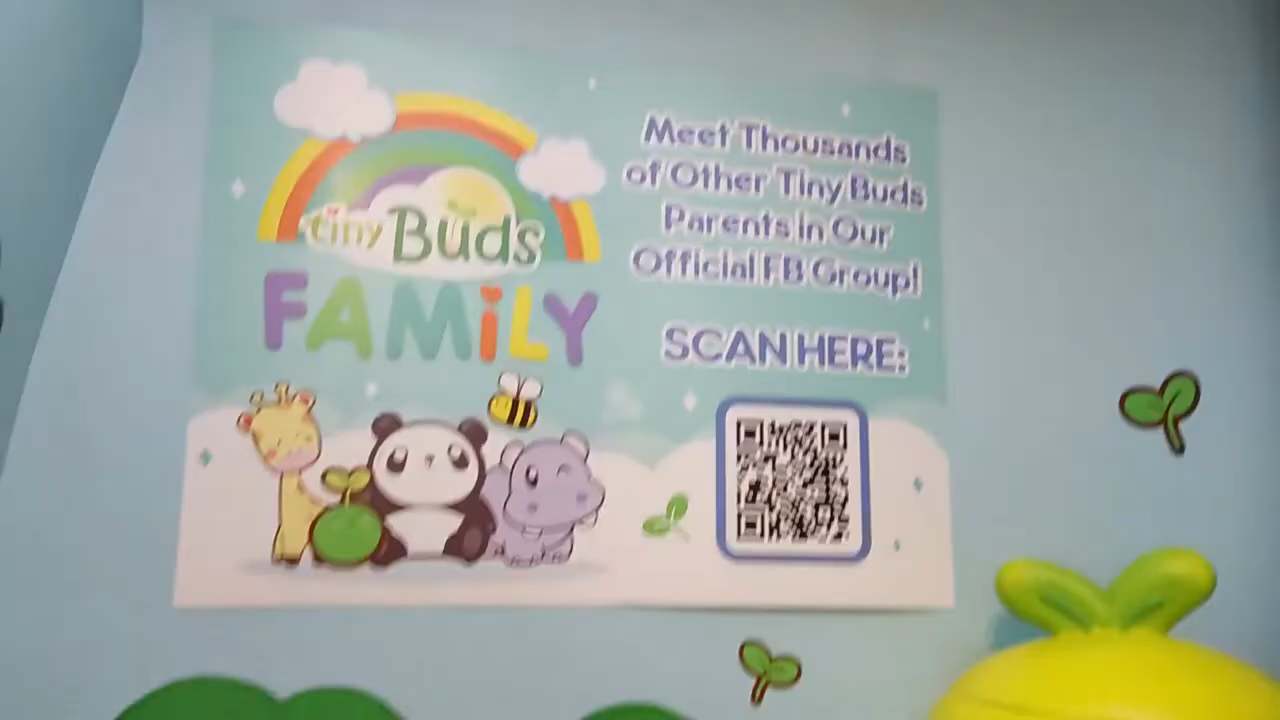 tiny Buds
FAMiLY
Meet Thousands
of Other Tiny Buds
Parents in Our
Official FB Group!
SCAN HERE: